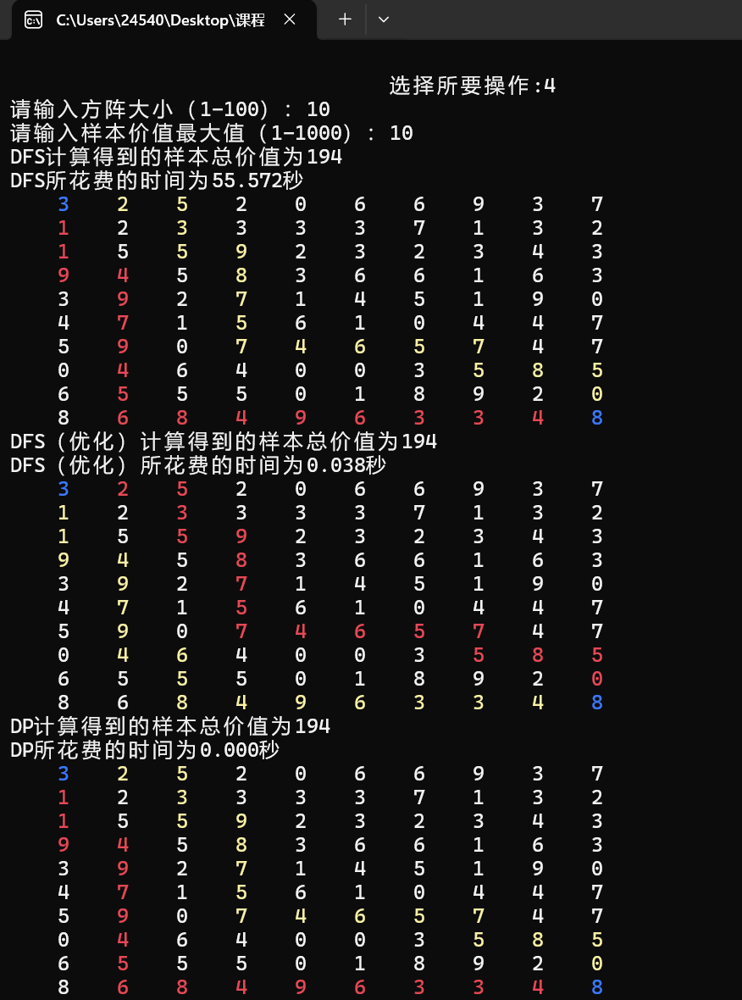 C:\Users\24540\Desktop\课程
选择所要操作:4
请输入方阵大小（1-100）：10
请输入样本价值最大值（1-1000）：10
DFS计算得到的样本总价值为194
DFS所花费的时间为55.572秒
3 2 5 2 0 6 6 9 3 7
1 2 3 3 3 3 7 1 3 2
1 5 5 9 2 3 2 3 4 3
9 4 5 8 3 6 6 1 6 3
3 9 2 7 1 4 5 1 9 0
4 7 1 5 6 1 0 4 4 7
5 9 0 7 4 6 5 7 4 7
0 4 6 4 0 0 3 5 8 5
6 5 5 5 0 1 8 9 2 0
8 6 8 4 9 6 3 3 4 8
DFS（优化）计算得到的样本总价值为194
DFS（优化）所花费的时间为0.038秒
3 2 5 2 0 6 6 9 3 7
1 2 3 3 3 3 7 1 3 2
1 5 5 9 2 3 2 3 4 3
9 4 5 8 3 6 6 1 6 3
3 9 2 7 1 4 5 1 9 0
4 7 1 5 6 1 0 4 4 7
5 9 0 7 4 6 5 7 4 7
0 4 6 4 0 0 3 5 8 5
6 5 5 5 0 1 8 9 2 0
8 6 8 4 9 6 3 3 4 8
DP计算得到的样本总价值为194
DP所花费的时间为0.000秒
3 2 5 2 0 6 6 9 3 7
1 2 3 3 3 3 7 1 3 2
1 5 5 9 2 3 2 3 4 3
9 4 5 8 3 6 6 1 6 3
3 9 2 7 1 4 5 1 9 0
4 7 1 5 6 1 0 4 4 7
5 9 0 7 4 6 5 7 4 7
0 4 6 4 0 0 3 5 8 5
6 5 5 5 0 1 8 9 2 0
8 6 8 4 9 6 3 3 4 8